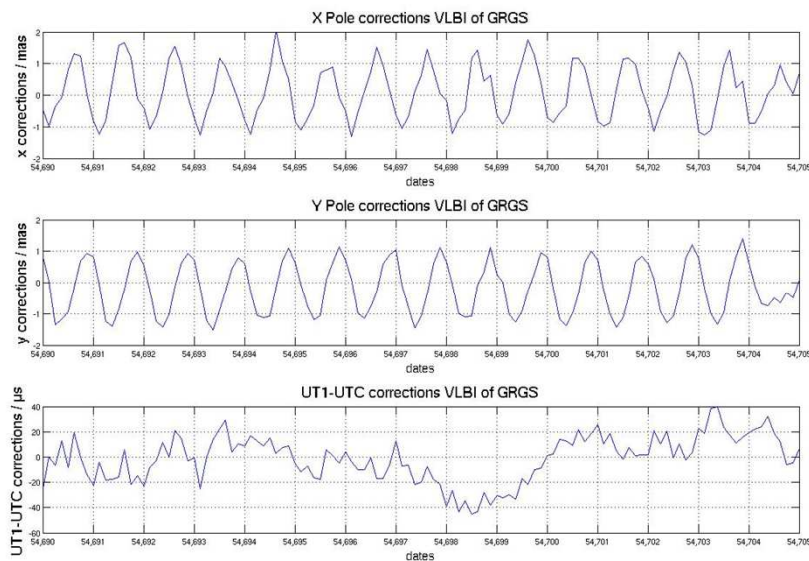 X Pole corrections VLBI of GRGS
x corrections / mas
2
1
0
-1
-2
54,690 54,691 54,692 54,693 54,694 54,695 54,696 54,697 54,698 54,699 54,700 54,701 54,702 54,703 54,704 54,705
dates
Y Pole corrections VLBI of GRGS
y corrections / mas
2
1
0
-1
-2
54,690 54,691 54,692 54,693 54,694 54,695 54,696 54,697 54,698 54,699 54,700 54,701 54,702 54,703 54,704 54,705
dates
UT1-UTC corrections VLBI of GRGS
UT1-UTC corrections / µs
40
20
0
-20
-40
-60
54,690 54,691 54,692 54,693 54,694 54,695 54,696 54,697 54,698 54,699 54,700 54,701 54,702 54,703 54,704 54,705
dates